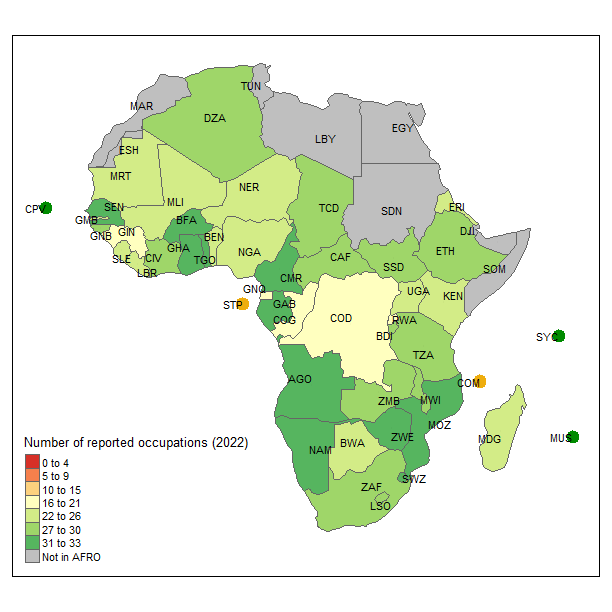 TUN
MAR
DZA
LBY
EGY
ESH
MRT
NER
MLI
CPV
SEN
TCD
SDN
ERI
GMB
BFA
DJI
GIN
GNB
BEN
GHA
NGA
ETH
SLE
CIV
TGO
CAF
SSD
SOM
LBR
CMR
GNQ
UGA
KEN
STP
GAB
COG
COD
RWA
BDI
SYC
TZA
AGO
COM
ZMB
MWI
MOZ
ZWE
MUS
MDG
BWA
NAM
SWZ
ZAF
LSO
Number of reported occupations (2022)
0 to 4
5 to 9
10 to 15
16 to 21
22 to 26
27 to 30
31 to 33
Not in AFRO